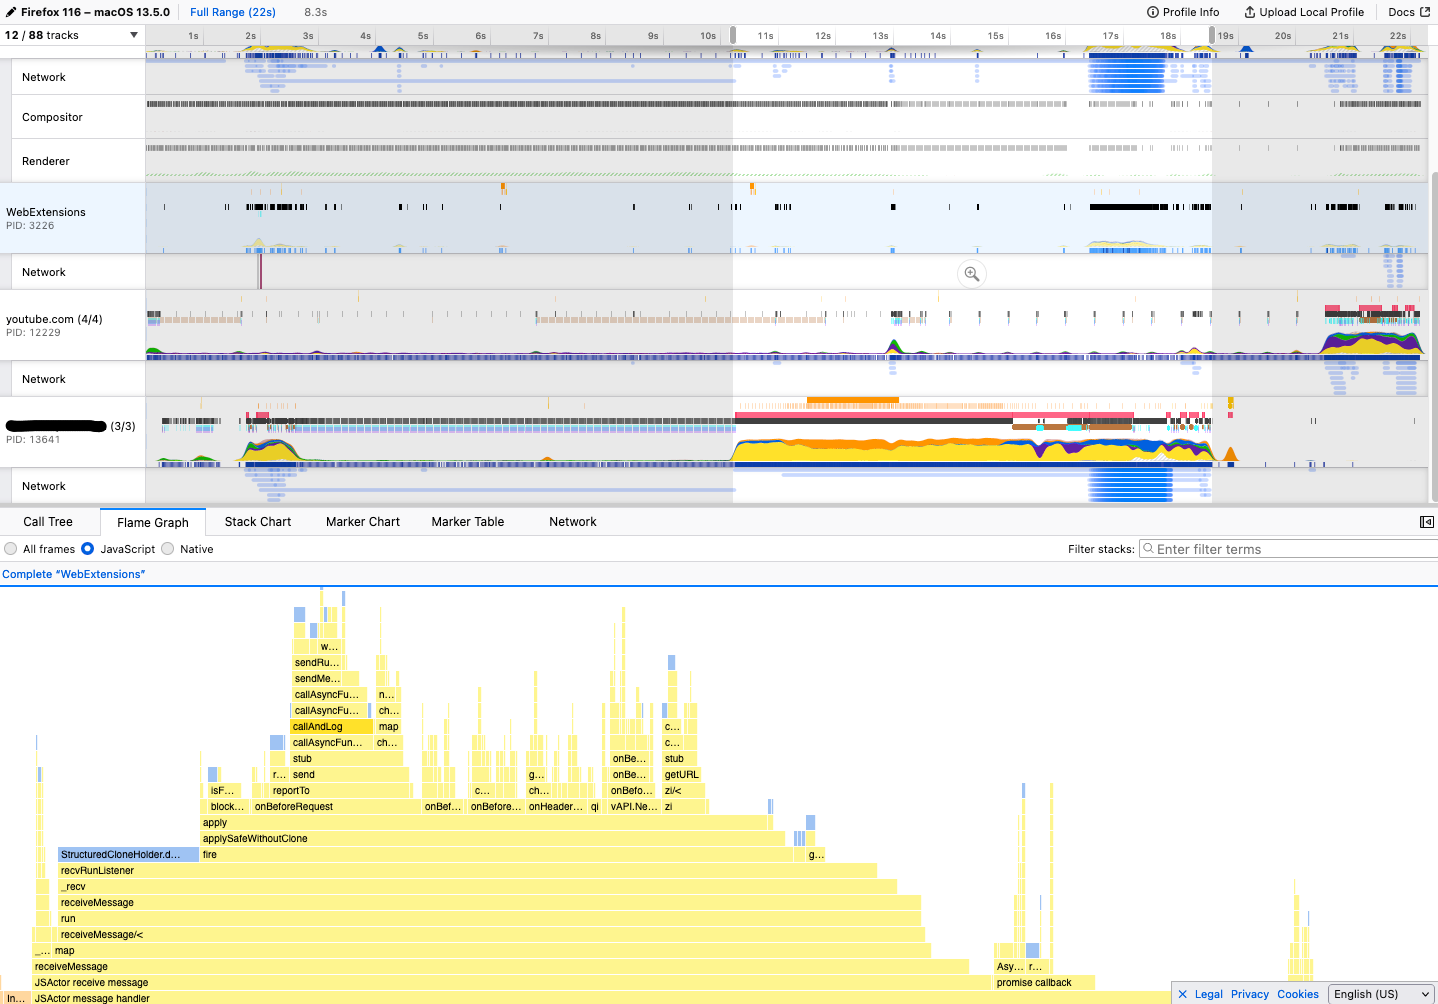 Firefox 116 – macOS 13.5.0
Full Range (22s)
8.3s
Profile Info
Upload Local Profile
Docs
12 / 88 tracks
1s 2s 3s 4s 5s 6s 7s 8s 9s 10s 11s 12s 13s 14s 15s 16s 17s 18s 19s 20s 21s 22s
Network
Compositor
Renderer
WebExtensions
PID: 3226
Network
youtube.com (4/4)
PID: 12229
Network
(3/3)
PID: 13641
Network
Call Tree
Flame Graph
Stack Chart
Marker Chart
Marker Table
Network
All frames
JavaScript
Native
Filter stacks:
Enter filter terms
Complete “WebExtensions”
w…
sendRu…
sendMe…
callAsyncFu… n…
callAsyncFu… ch…
callAndLog map c…
callAsyncFun… ch… c…
stub onBe… stub
r… send g… onBe… getURL
isF… reportTo c… ch… onBefo… zi/<
block… onBeforeRequest onBef… onBefore… onHeader… qi vAPI.Ne… zi
apply
applySafeWithoutClone
StructuredCloneHolder.d… fire g…
recvRunListener
_recv
receiveMessage
run
receiveMessage/<
_… map
receiveMessage Asy… r…
JSActor receive message promise callback
In… JSActor message handler
Legal Privacy Cookies English (US)